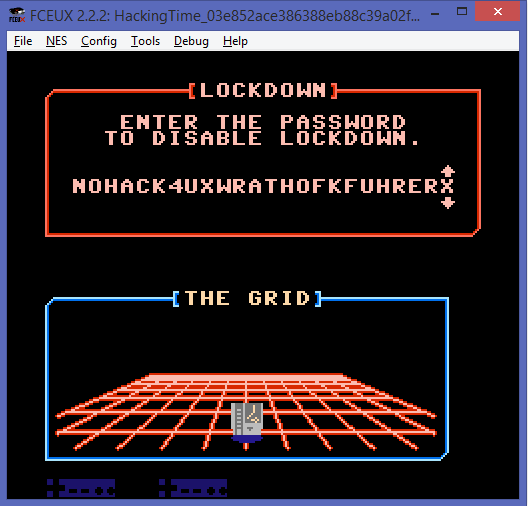 FCEUX 2.2.2: HackingTime_03e852ace386388eb88c39a02f...
File NES Config Tools Debug Help
[LOCKDOWN]
ENTER THE PASSWORD
TO DISABLE LOCKDOWN.
NOHACK4UXWRATHOFKFUHRERX
[THE GRID]